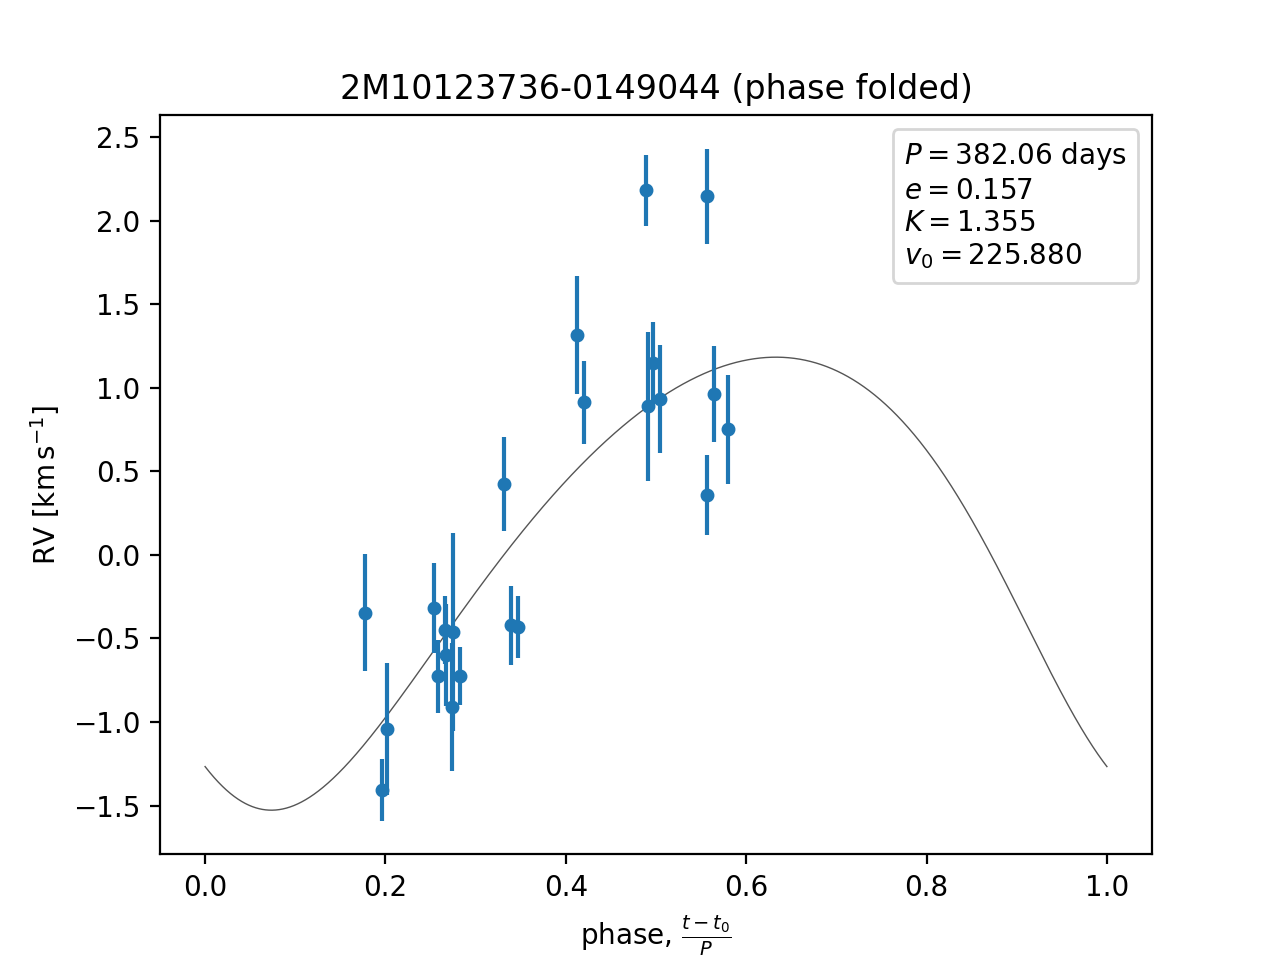 2M10123736-0149044 (phase folded)
P = 382.06 days
e = 0.157
K = 1.355
v₀ = 225.880
2.5
2.0
1.5
1.0
0.5
0.0
−0.5
−1.0
−1.5
RV [km s⁻¹]
0.0 0.2 0.4 0.6 0.8 1.0
phase, (t − t₀)/P